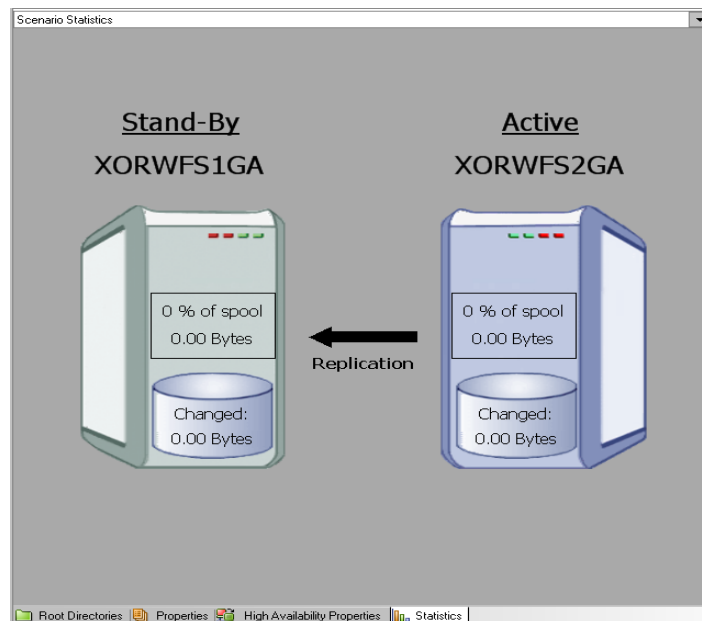 Scenario Statistics
Stand-By
XORWFS1GA
Active
XORWFS2GA
0 % of spool
0.00 Bytes
0 % of spool
0.00 Bytes
Replication
Changed:
0.00 Bytes
Changed:
0.00 Bytes
Root Directories
Properties
High Availability Properties
Statistics